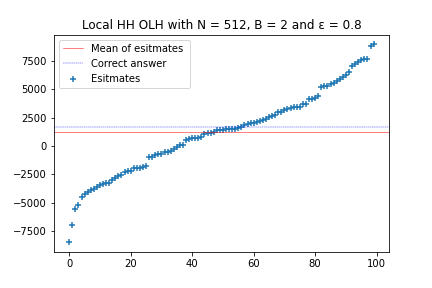 Local HH OLH with N = 512, B = 2 and ε = 0.8
Mean of esitmates
Correct answer
Esitmates
7500
5000
2500
0
−2500
−5000
−7500
0 20 40 60 80 100